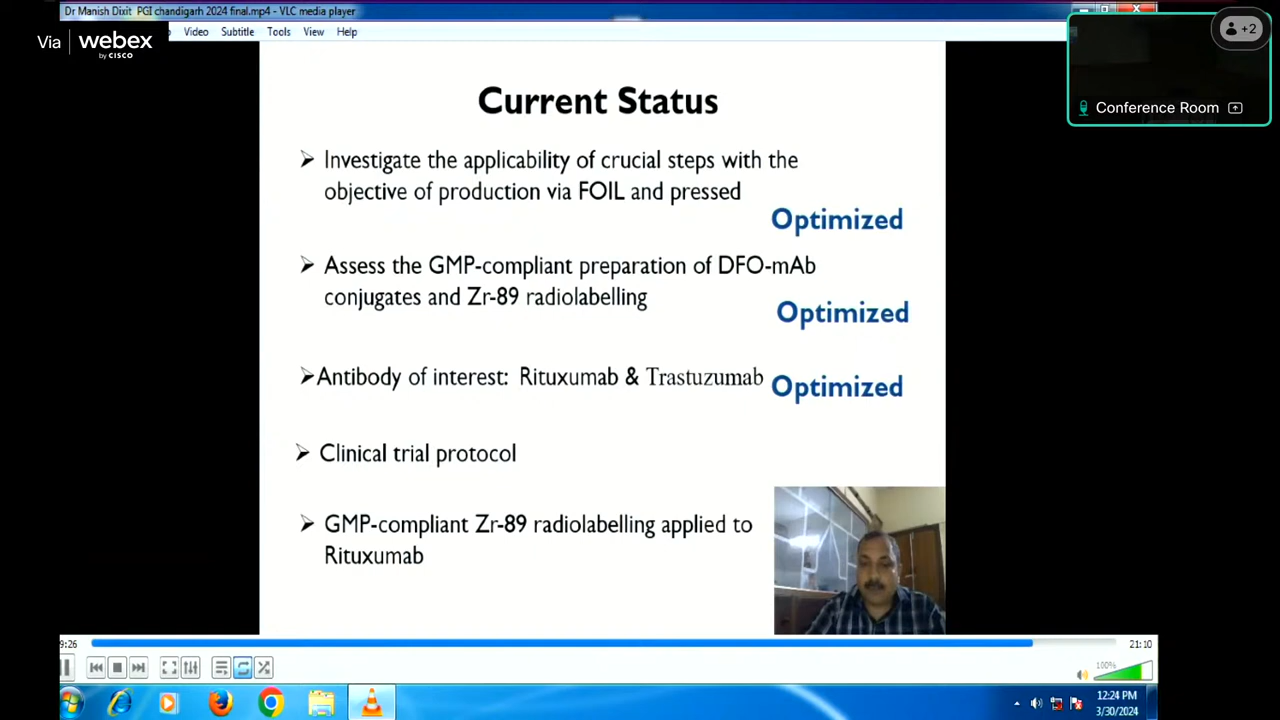 Dr Manish Dixit PGI chandigarh 2024 final.mp4 - VLC media player
Via webex
by CISCO
Video Subtitle Tools View Help
+2
Conference Room
Current Status
Investigate the applicability of crucial steps with the
objective of production via FOIL and pressed
Optimized
Assess the GMP-compliant preparation of DFO-mAb
conjugates and Zr-89 radiolabelling
Optimized
Antibody of interest: Rituxumab & Trastuzumab
Optimized
Clinical trial protocol
GMP-compliant Zr-89 radiolabelling applied to
Rituxumab
9:26
21:10
100%
12:24 PM
3/30/2024